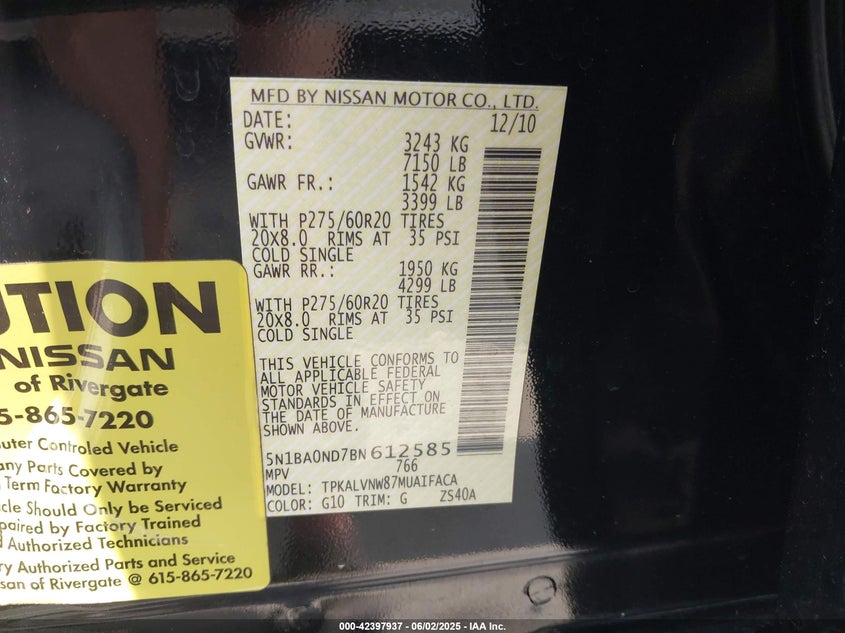 MFD BY NISSAN MOTOR CO., LTD.
DATE: 12/10
GVWR: 3243 KG
7150 LB
GAWR FR.: 1542 KG
3399 LB
WITH P275/60R20 TIRES
20X8.0 RIMS AT 35 PSI
COLD SINGLE
GAWR RR.: 1950 KG
4299 LB
WITH P275/60R20 TIRES
20X8.0 RIMS AT 35 PSI
COLD SINGLE
THIS VEHICLE CONFORMS TO
ALL APPLICABLE FEDERAL
MOTOR VEHICLE SAFETY
STANDARDS IN EFFECT ON
THE DATE OF MANUFACTURE
SHOWN ABOVE.
5N1BA0ND7BN 612585
MPV 766
MODEL: TPKALVNW87MUAIFACA
COLOR: G10 TRIM: G ZS40A
UTION
NISSAN
of Rivergate
5-865-7220
uter Controled Vehicle
any Parts Covered by
Term Factory Warranty
cle Should Only be Serviced
paired by Factory Trained
Authorized Technicians
ry Authorized Parts and Service
san of Rivergate @ 615-865-7220
000-42397937 - 06/02/2025 - IAA Inc.